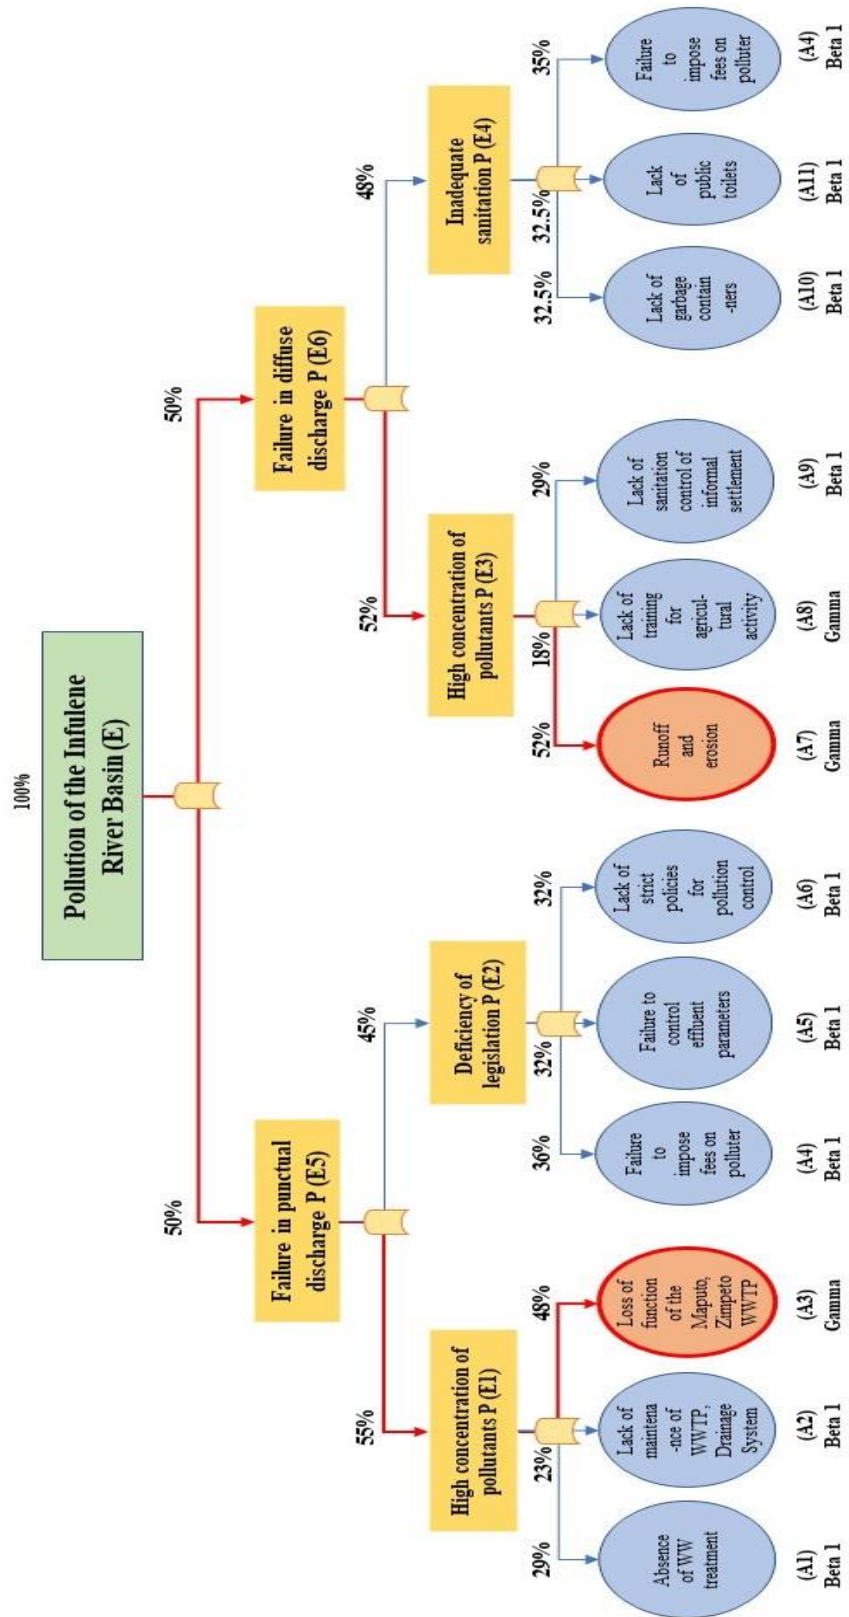 100%
Pollution of the Infulene
River Basin (E)
50%
50%
Failure in punctual
discharge P (E5)
Failure in diffuse
discharge P (E6)
55%
45%
52%
48%
High concentration of
pollutants P (E1)
Deficiency of
legislation P (E2)
High concentration of
pollutants P (E3)
Inadequate
sanitation P (E4)
29%
23%
48%
36%
32%
32%
52%
18%
29%
32.5%
32.5%
35%
Absence
of WW
treatment
Lack of
maintena
-nce of
WWTP,
Drainage
System
Loss of
function
of the
Maputo,
Zimpeto
WWTP
Failure
to
impose
fees on
polluter
Failure to
control
effluent
parameters
Lack of
strict
policies
for
pollution
control
Runoff
and
erosion
Lack of
training
for
agricul-
tural
activity
Lack of
sanitation
control of
informal
settlement
Lack of
garbage
contain
-ners
Lack
of
public
toilets
Failure
to
impose
fees on
polluter
(A1)
Beta 1
(A2)
Beta 1
(A3)
Gamma
(A4)
Beta 1
(A5)
Beta 1
(A6)
Beta 1
(A7)
Gamma
(A8)
Gamma
(A9)
Beta 1
(A10)
Beta 1
(A11)
Beta 1
(A4)
Beta 1